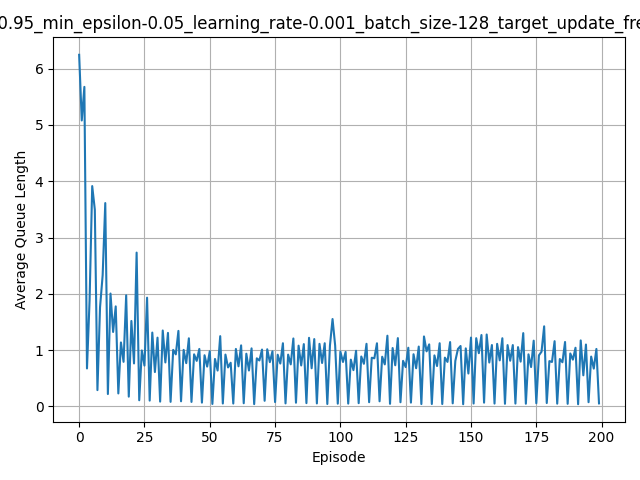 0.95_min_epsilon-0.05_learning_rate-0.001_batch_size-128_target_update_fre
6
5
4
3
2
1
0
Average Queue Length
0 25 50 75 100 125 150 175 200
Episode